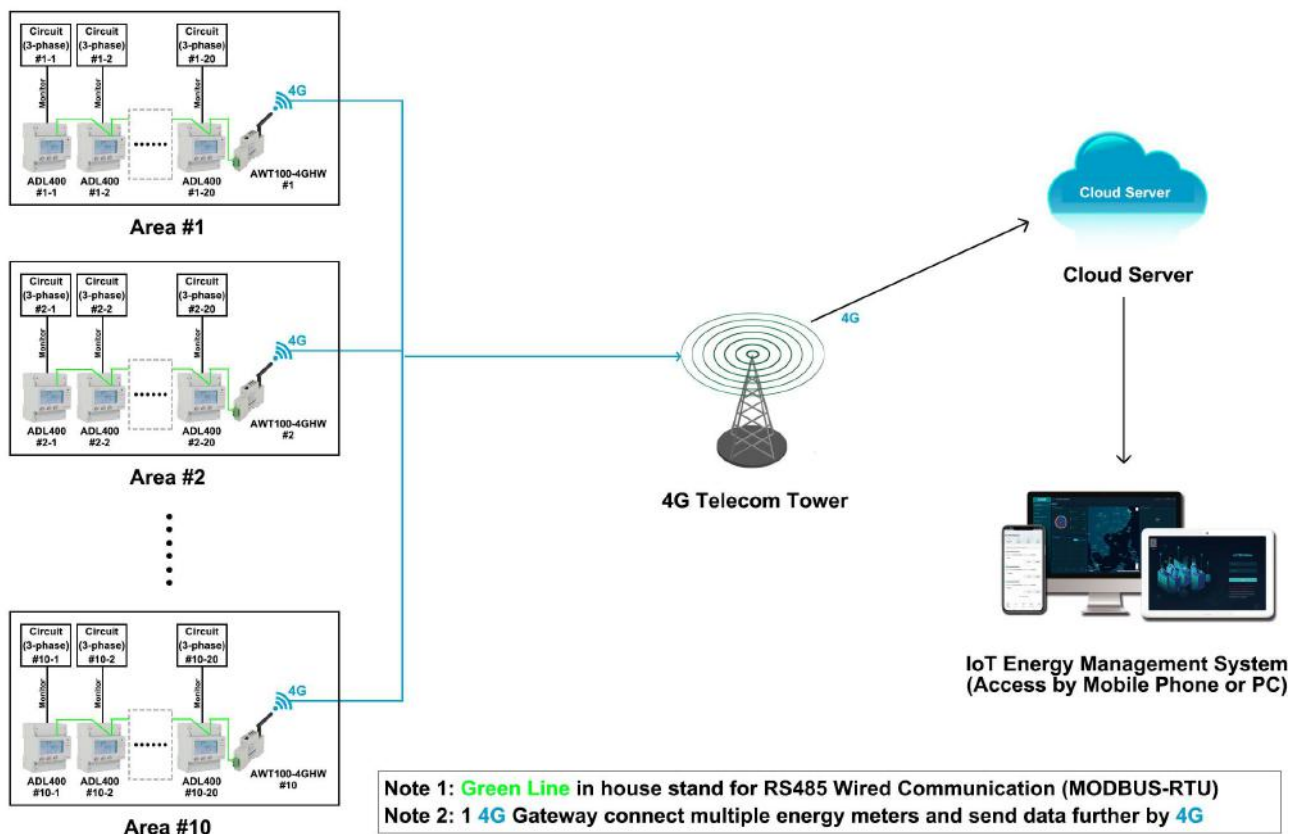 Circuit
(3-phase)
#1-1
Circuit
(3-phase)
#1-2
Circuit
(3-phase)
#1-20
Monitor
Monitor
Monitor
4G
ADL400
#1-1
ADL400
#1-2
ADL400
#1-20
AWT100-4GHW
#1
Area #1
Circuit
(3-phase)
#2-1
Circuit
(3-phase)
#2-2
Circuit
(3-phase)
#2-20
Monitor
Monitor
Monitor
4G
ADL400
#2-1
ADL400
#2-2
ADL400
#2-20
AWT100-4GHW
#2
Area #2
Circuit
(3-phase)
#10-1
Circuit
(3-phase)
#10-2
Circuit
(3-phase)
#10-20
Monitor
Monitor
Monitor
4G
ADL400
#10-1
ADL400
#10-2
ADL400
#10-20
AWT100-4GHW
#10
Area #10
4G Telecom Tower
4G
Cloud Server
Cloud Server
IoT Energy Management System
(Access by Mobile Phone or PC)
Note 1: Green Line in house stand for RS485 Wired Communication (MODBUS-RTU)
Note 2: 1 4G Gateway connect multiple energy meters and send data further by 4G